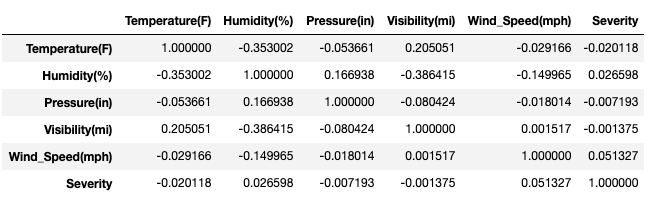 Temperature(F) Humidity(%) Pressure(in) Visibility(mi) Wind_Speed(mph) Severity
Temperature(F) 1.000000 -0.353002 -0.053661 0.205051 -0.029166 -0.020118
Humidity(%) -0.353002 1.000000 0.166938 -0.386415 -0.149965 0.026598
Pressure(in) -0.053661 0.166938 1.000000 -0.080424 -0.018014 -0.007193
Visibility(mi) 0.205051 -0.386415 -0.080424 1.000000 0.001517 -0.001375
Wind_Speed(mph) -0.029166 -0.149965 -0.018014 0.001517 1.000000 0.051327
Severity -0.020118 0.026598 -0.007193 -0.001375 0.051327 1.000000